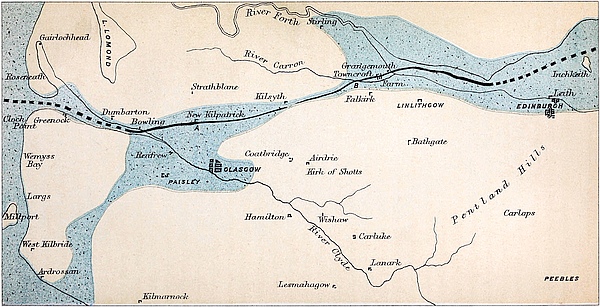 River Forth
Stirling
L. LOMOND
Gairlochhead
River Carron
Grangemouth
Towncroft
Farm
Inchkeith
Roseneath
Strathblane
Kilsyth
B
Falkirk
LINLITHGOW
Leith
EDINBURGH
Dumbarton
Bowling
New Kilpatrick
A
Cloch
Point
Greenock
Bathgate
Renfrew
Coatbridge
Airdrie
Wemyss
Bay
PAISLEY
GLASGOW
Kirk of Shotts
Pentland Hills
Largs
Millport
Hamilton
Wishaw
Carlops
River Clyde
Carluke
West Kilbride
Lanark
Ardrossan
Lesmahagow
PEEBLES
Kilmarnock